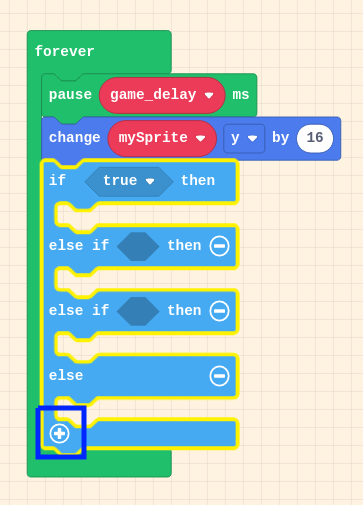 forever
pause game_delay ms
change mySprite y by 16
if true then
else if then
else if then
else